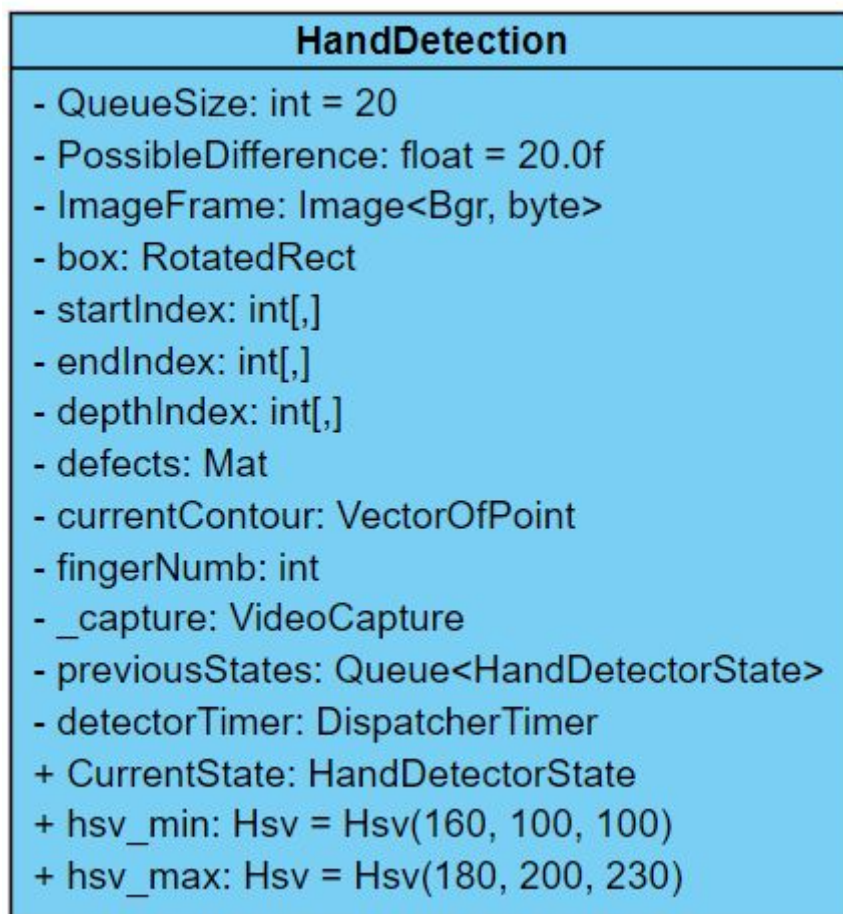 HandDetection
- QueueSize: int = 20
- PossibleDifference: float = 20.0f
- ImageFrame: Image<Bgr, byte>
- box: RotatedRect
- startIndex: int[,]
- endIndex: int[,]
- depthIndex: int[,]
- defects: Mat
- currentContour: VectorOfPoint
- fingerNumb: int
- _capture: VideoCapture
- previousStates: Queue<HandDetectorState>
- detectorTimer: DispatcherTimer
+ CurrentState: HandDetectorState
+ hsv_min: Hsv = Hsv(160, 100, 100)
+ hsv_max: Hsv = Hsv(180, 200, 230)